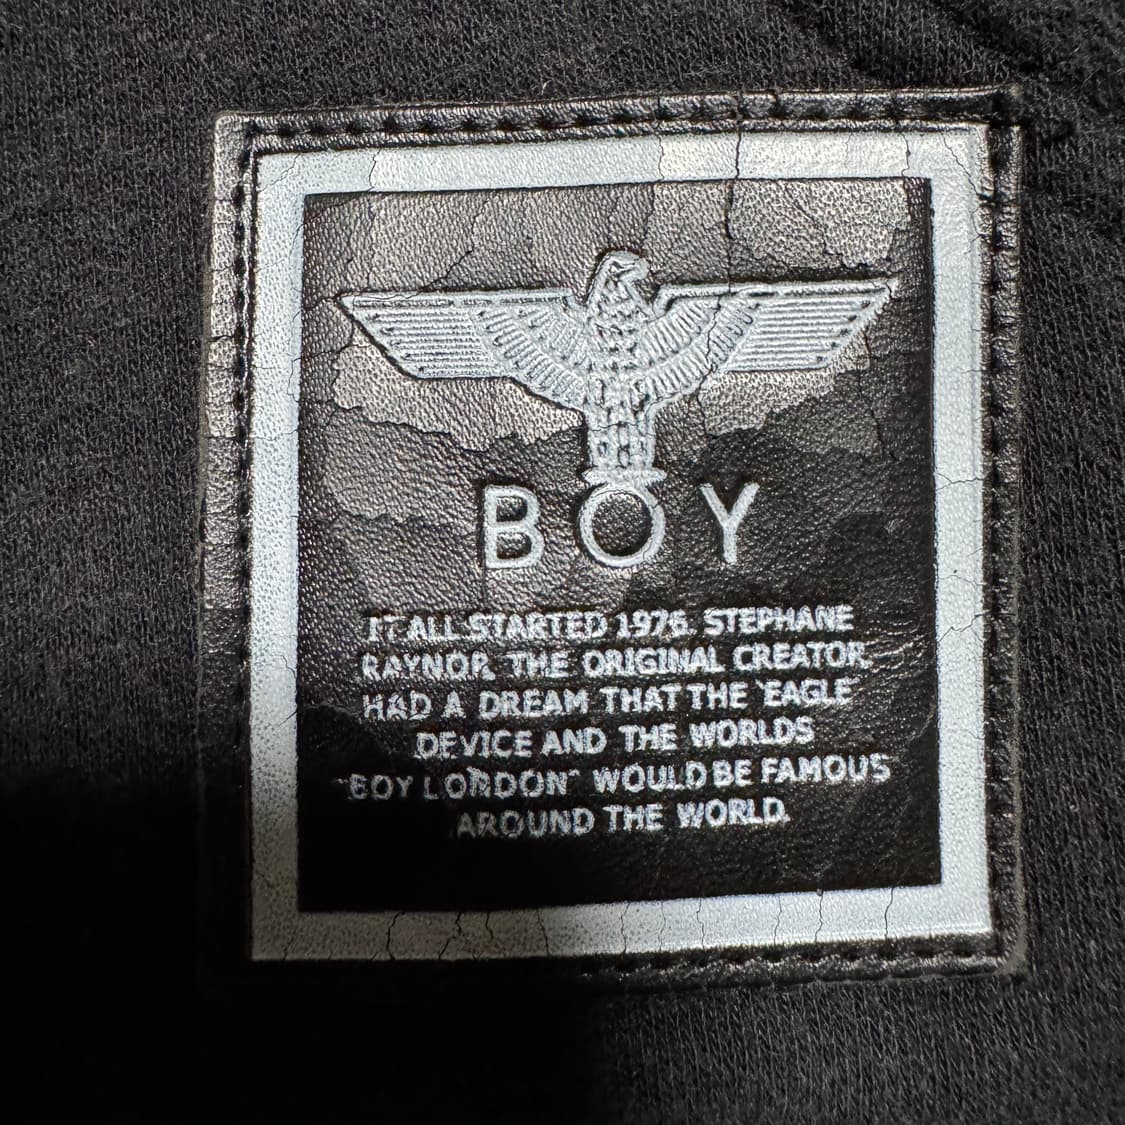 BOY
IT ALL STARTED 1976. STEPHANE
RAYNOR, THE ORIGINAL CREATOR,
HAD A DREAM THAT THE 'EAGLE'
DEVICE AND THE WORLDS
"BOY LONDON" WOULD BE FAMOUS
AROUND THE WORLD.